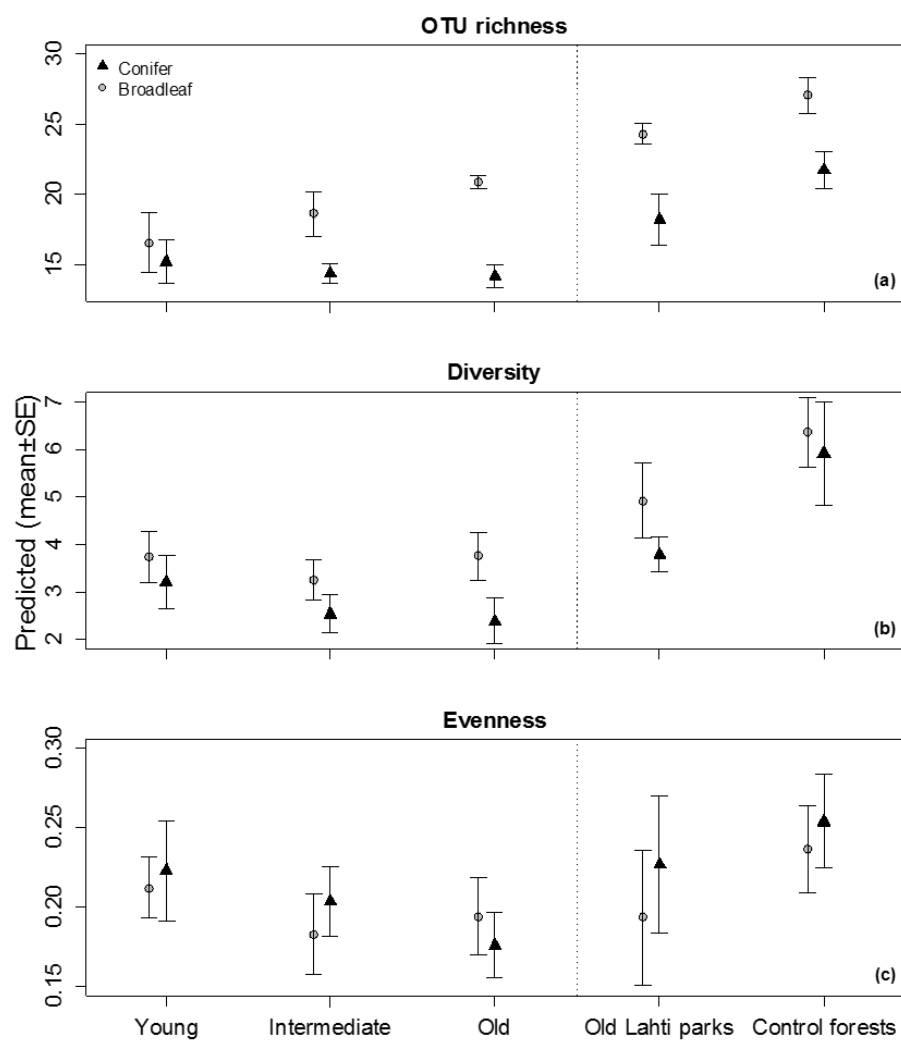 OTU richness
30
25
20
15
Conifer
Broadleaf
(a)
Diversity
Predicted (mean±SE)
7
6
5
4
3
2
(b)
Evenness
0.30
0.25
0.20
0.15
(c)
Young Intermediate Old Old Lahti parks Control forests